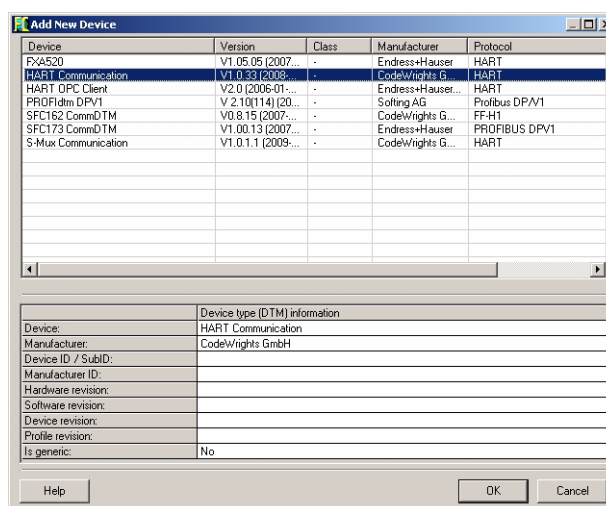 Add New Device
Device Version Class Manufacturer Protocol
FXA520 V1.05.05 (2007... - Endress+Hauser HART
HART Communication V1.0.33 (2008-... - CodeWrights G... HART
HART OPC Client V2.0 (2006-01-... - Endress+Hauser... HART
PROFIdtm DPV1 V 2.10(114) (20... - Softing AG Profibus DP/V1
SFC162 CommDTM V0.8.15 (2007-... - CodeWrights G... FF-H1
SFC173 CommDTM V1.00.13 (2007... - Endress+Hauser PROFIBUS DPV1
S-Mux Communication V1.0.1.1 (2009-... - CodeWrights G... HART
Device type (DTM) information
Device: HART Communication
Manufacturer: CodeWrights GmbH
Device ID / SubID:
Manufacturer ID:
Hardware revision:
Software revision:
Device revision:
Profile revision:
Is generic: No
Help OK Cancel